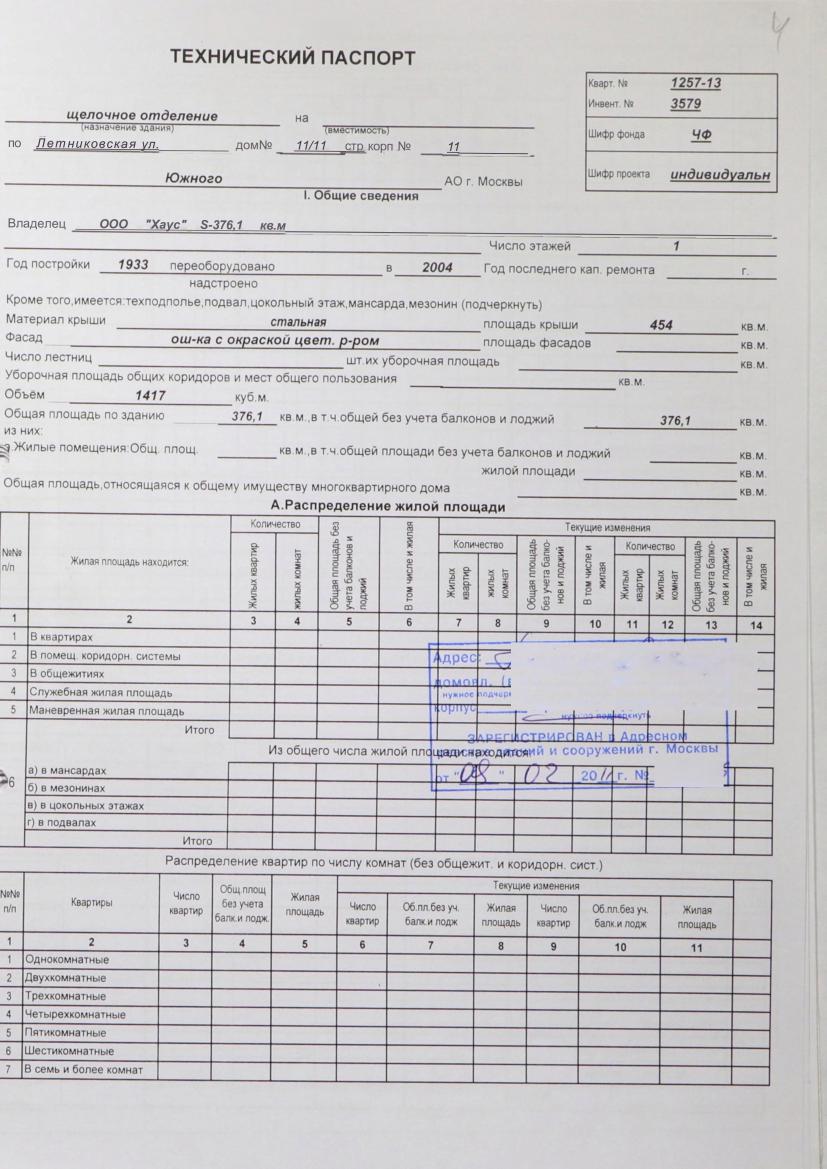 4
ТЕХНИЧЕСКИЙ ПАСПОРТ
Кварт. № 1257-13
Инвент. № 3579
Шифр фонда ЧФ
Шифр проекта индивидуальн
щелочное отделение на
(назначение здания) (вместимость)
по Летниковская ул. дом№ 11/11 стр корп № 11
Южного АО г. Москвы
I. Общие сведения
Владелец ООО "Хаус" S-376,1 кв.м
Число этажей 1
Год постройки 1933 переоборудовано в 2004 Год последнего кап. ремонта г.
надстроено
Кроме того,имеется:техподполье,подвал,цокольный этаж,мансарда,мезонин (подчеркнуть)
Материал крыши стальная площадь крыши 454 кв.м.
Фасад ош-ка с окраской цвет. р-ром площадь фасадов кв.м.
Число лестниц шт.их уборочная площадь кв.м.
Уборочная площадь общих коридоров и мест общего пользования кв.м.
Объем 1417 куб.м.
Общая площадь по зданию 376,1 кв.м.,в т.ч.общей без учета балконов и лоджий 376,1 кв.м.
из них:
Жилые помещения:Общ. площ. кв.м.,в т.ч.общей площади без учета балконов и лоджий кв.м.
жилой площади кв.м.
Общая площадь,относящаяся к общему имуществу многоквартирного дома кв.м.
А.Распределение жилой площади
№№ п/п Жилая площадь находится: Количество Общая площадь без учета балконов и лоджий В том числе и жилая Текущие изменения
Жилых квартир жилых комнат Количество Общая площадь без учета балко-нов и лоджий В том числе и жилая Количество Общая площадь без учета балко-нов и лоджий В том числе и жилая
Жилых квартир жилых комнат Жилых квартир Жилых комнат
1 2 3 4 5 6 7 8 9 10 11 12 13 14
1 В квартирах
2 В помещ. коридорн. системы
3 В общежитиях
4 Служебная жилая площадь
5 Маневренная жилая площадь
Итого
Адрес:
домовл.
нужное подчер
корпус
нужное подчеркнуть
ЗАРЕГИСТРИРОВАН в Адресном
зданий и сооружений г. Москвы
от "08" 02 2011 г. №
Из общего числа жилой площади находится
6 а) в мансардах
б) в мезонинах
в) в цокольных этажах
г) в подвалах
Итого
Распределение квартир по числу комнат (без общежит. и коридорн. сист.)
№№ п/п Квартиры Число квартир Общ.площ без учета балк.и лодж. Жилая площадь Текущие изменения
Число квартир Об.пл.без уч. балк.и лодж Жилая площадь Число квартир Об.пл.без уч. балк.и лодж Жилая площадь
1 2 3 4 5 6 7 8 9 10 11
1 Однокомнатные
2 Двухкомнатные
3 Трехкомнатные
4 Четырехкомнатные
5 Пятикомнатные
6 Шестикомнатные
7 В семь и более комнат